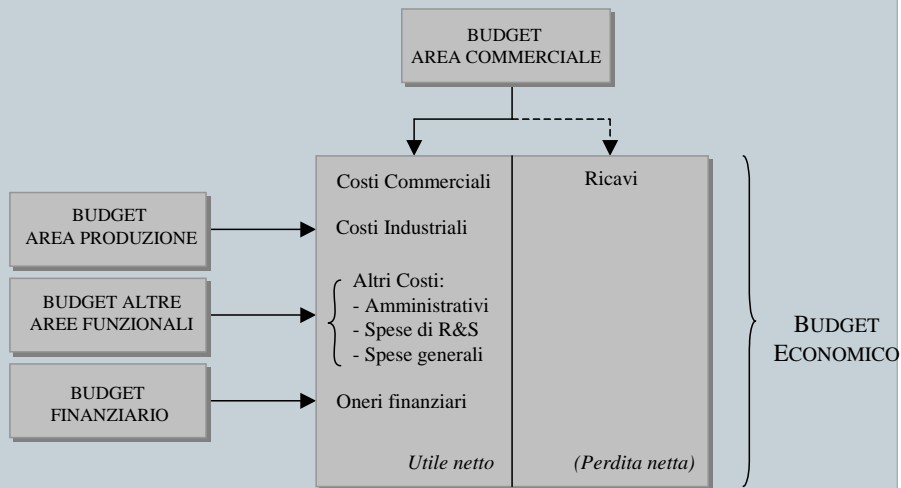 BUDGET
AREA COMMERCIALE
Costi Commerciali
Ricavi
BUDGET
AREA PRODUZIONE
Costi Industriali
BUDGET ALTRE
AREE FUNZIONALI
Altri Costi:
- Amministrativi
- Spese di R&S
- Spese generali
BUDGET
ECONOMICO
BUDGET
FINANZIARIO
Oneri finanziari
Utile netto
(Perdita netta)